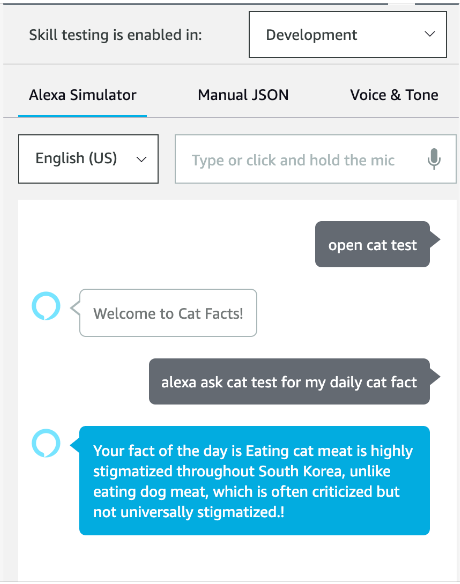 Skill testing is enabled in: Development
Alexa Simulator Manual JSON Voice & Tone
English (US) Type or click and hold the mic
open cat test
Welcome to Cat Facts!
alexa ask cat test for my daily cat fact
Your fact of the day is Eating cat meat is highly
stigmatized throughout South Korea, unlike
eating dog meat, which is often criticized but
not universally stigmatized.!